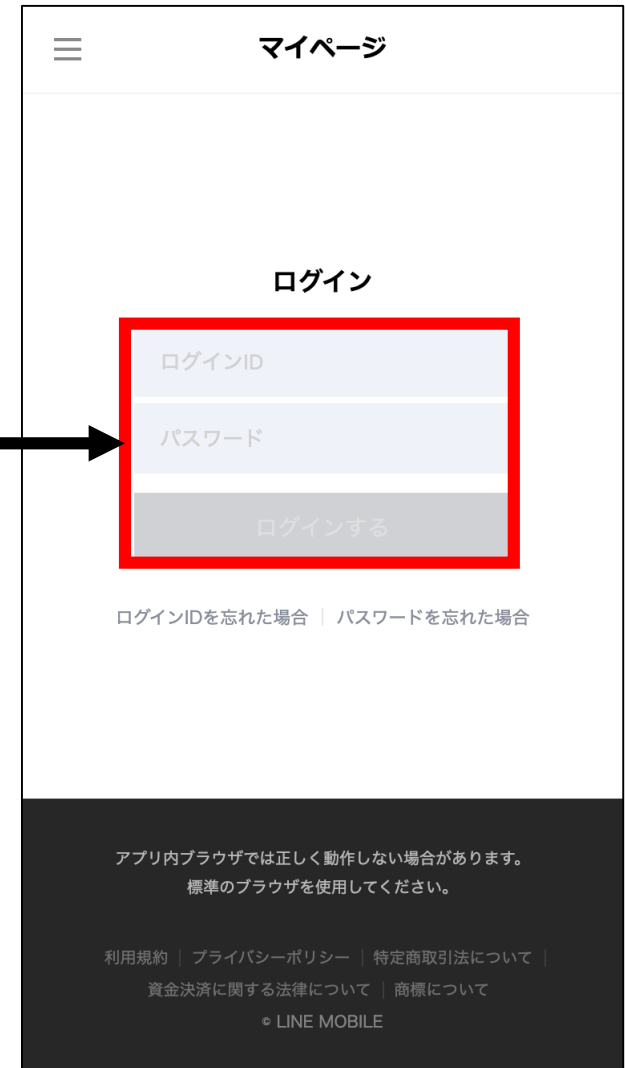 マイページ
ログイン
ログインID
パスワード
ログインする
ログインIDを忘れた場合 | パスワードを忘れた場合
アプリ内ブラウザでは正しく動作しない場合があります。
標準のブラウザを使用してください。
利用規約 | プライバシーポリシー | 特定商取引法について |
資金決済に関する法律について | 商標について
© LINE MOBILE